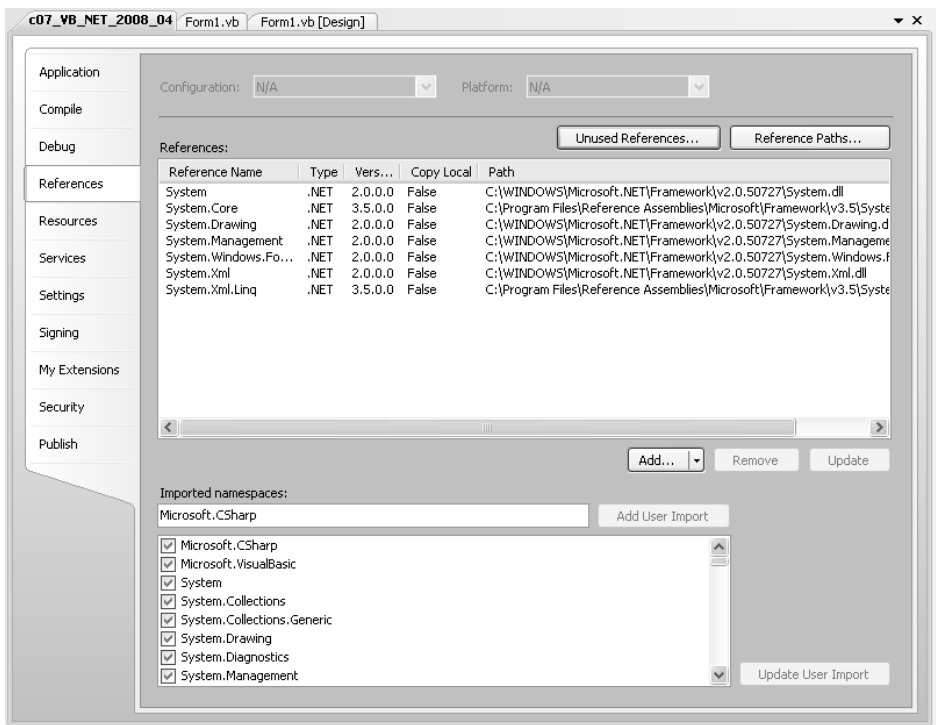 c07_VB_NET_2008_04 Form1.vb Form1.vb [Design]
Application
Compile
Debug
References
Resources
Services
Settings
Signing
My Extensions
Security
Publish
Configuration: N/A Platform: N/A
Unused References... Reference Paths...
References:
Reference Name Type Vers... Copy Local Path
System .NET 2.0.0.0 False C:\WINDOWS\Microsoft.NET\Framework\v2.0.50727\System.dll
System.Core .NET 3.5.0.0 False C:\Program Files\Reference Assemblies\Microsoft\Framework\v3.5\Syste
System.Drawing .NET 2.0.0.0 False C:\WINDOWS\Microsoft.NET\Framework\v2.0.50727\System.Drawing.d
System.Management .NET 2.0.0.0 False C:\WINDOWS\Microsoft.NET\Framework\v2.0.50727\System.Manageme
System.Windows.Fo... .NET 2.0.0.0 False C:\WINDOWS\Microsoft.NET\Framework\v2.0.50727\System.Windows.F
System.Xml .NET 2.0.0.0 False C:\WINDOWS\Microsoft.NET\Framework\v2.0.50727\System.Xml.dll
System.Xml.Linq .NET 3.5.0.0 False C:\Program Files\Reference Assemblies\Microsoft\Framework\v3.5\Syste
Add... Remove Update
Imported namespaces:
Microsoft.CSharp Add User Import
Microsoft.CSharp
Microsoft.VisualBasic
System
System.Collections
System.Collections.Generic
System.Drawing
System.Diagnostics
System.Management
Update User Import